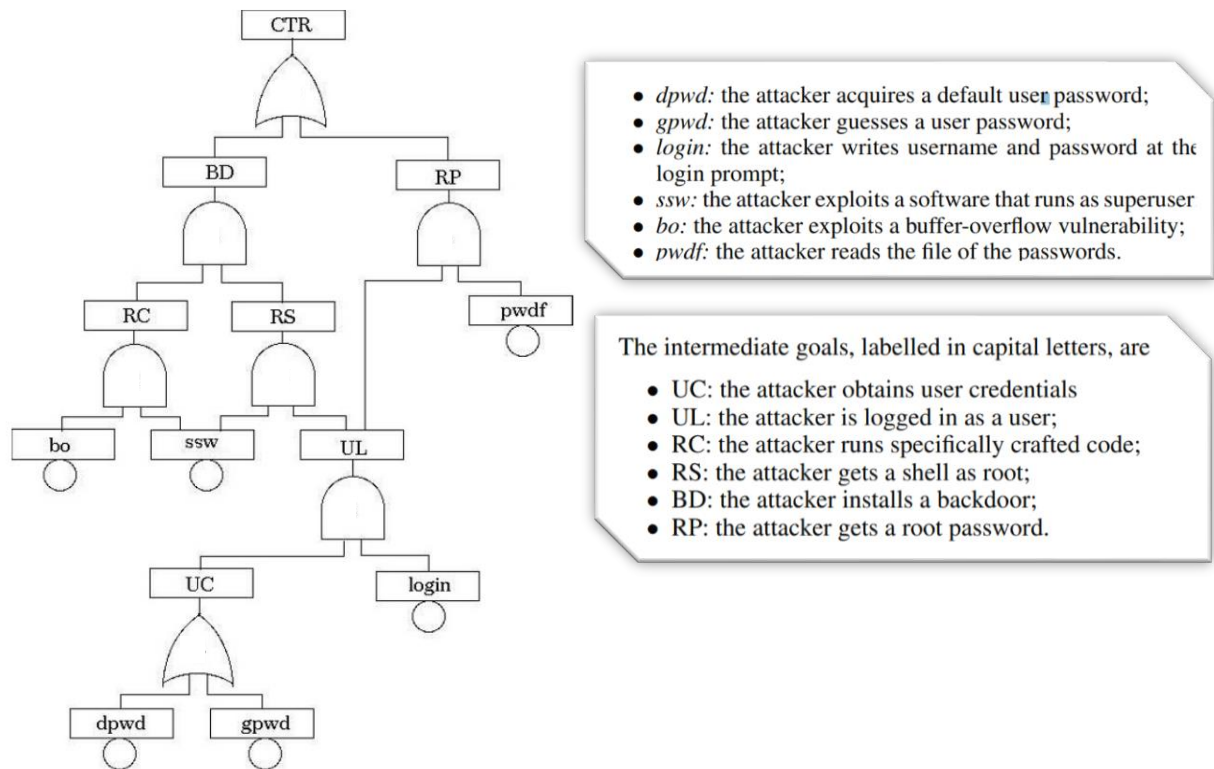 CTR
BD
RP
RC
RS
pwdf
bo
ssw
UL
UC
login
dpwd
gpwd
• dpwd: the attacker acquires a default user password;
• gpwd: the attacker guesses a user password;
• login: the attacker writes username and password at the
login prompt;
• ssw: the attacker exploits a software that runs as superuser
• bo: the attacker exploits a buffer-overflow vulnerability;
• pwdf: the attacker reads the file of the passwords.
The intermediate goals, labelled in capital letters, are
• UC: the attacker obtains user credentials
• UL: the attacker is logged in as a user;
• RC: the attacker runs specifically crafted code;
• RS: the attacker gets a shell as root;
• BD: the attacker installs a backdoor;
• RP: the attacker gets a root password.